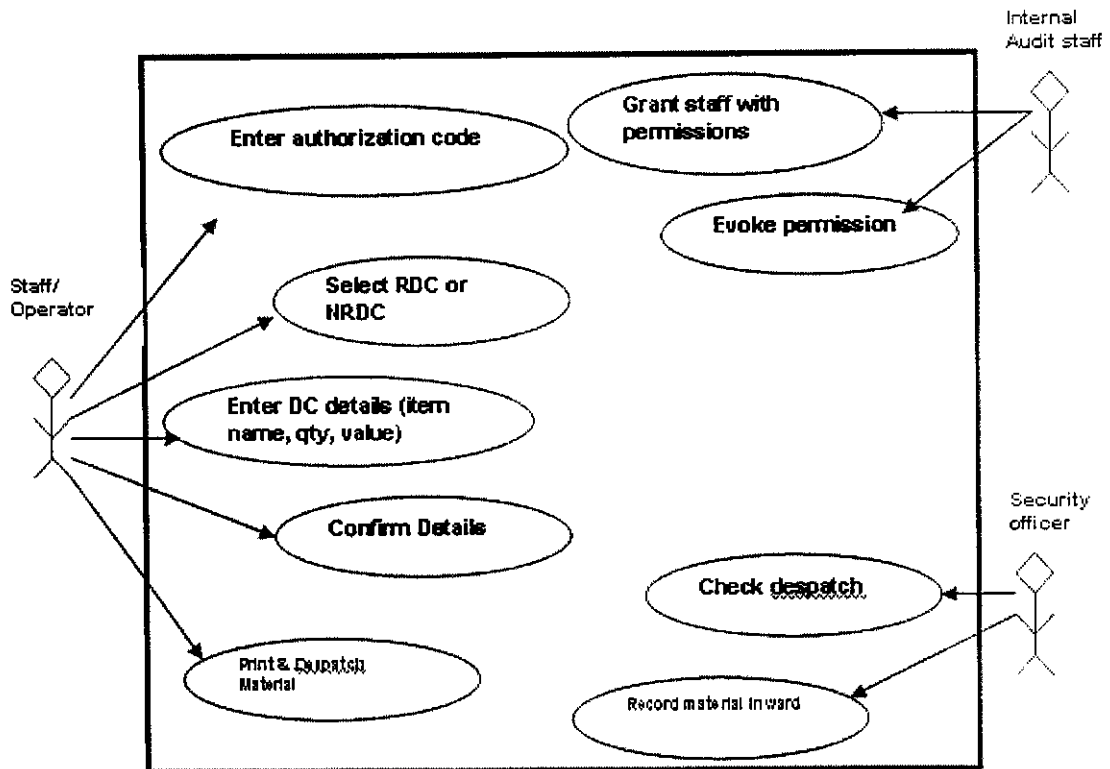 Internal
Audit staff
Grant staff with
permissions
Enter authorization code
Evoke permission
Staff/
Operator
Select RDC or
NRDC
Enter DC details (item
name, qty, value)
Confirm Details
Security
officer
Check despatch
Print & Despatch
Material
Record material Inward